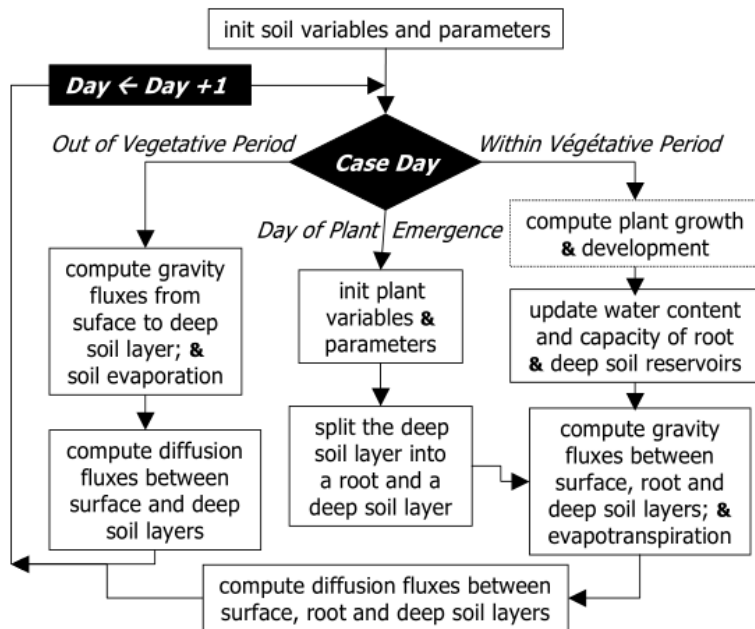 init soil variables and parameters
Day ← Day +1
Out of Vegetative Period
Within Végétative Period
Case Day
Day of Plant Emergence
compute gravity
fluxes from
suface to deep
soil layer; &
soil evaporation
compute diffusion
fluxes between
surface and deep
soil layers
init plant
variables &
parameters
split the deep
soil layer into
a root and a
deep soil layer
compute plant growth
& development
update water content
and capacity of root
& deep soil reservoirs
compute gravity
fluxes between
surface, root and
deep soil layers; &
evapotranspiration
compute diffusion fluxes between
surface, root and deep soil layers